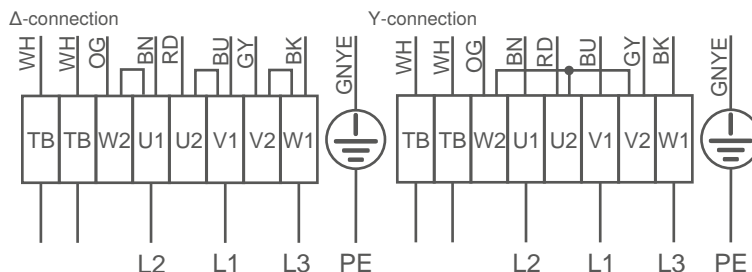 Δ-connection
Y-connection
WH WH OG BN RD BU GY BK GNYE
WH WH OG BN RD BU GY BK GNYE
TB TB W2 U1 U2 V1 V2 W1
TB TB W2 U1 U2 V1 V2 W1
L2 L1 L3 PE
L2 L1 L3 PE